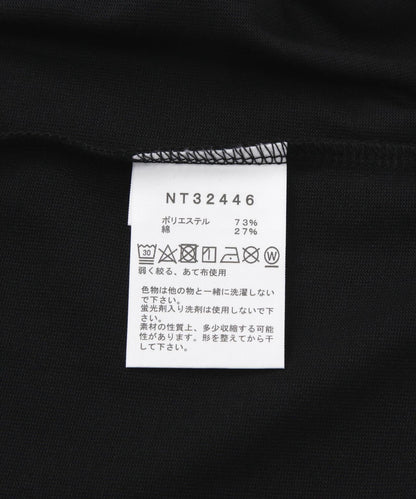 NT32446
ポリエステル 73%
綿 27%
30 W
弱く絞る、あて布使用
色物は他の物と一緒に洗濯しない
で下さい。
蛍光剤入り洗剤は使用しないで下
さい。
素材の性質上、多少収縮する可能
性があります。形を整えてから干
して下さい。